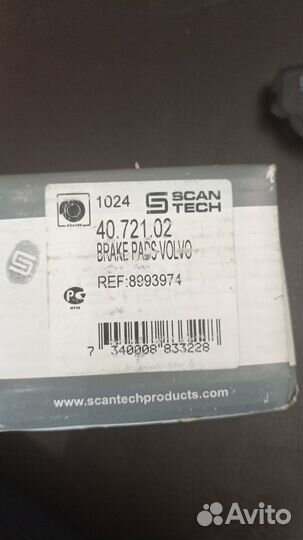 1024
SCAN
TECH
40.721.02
BRAKE PADS-VOLVO
REF:8993974
7 340008 833228
www.scantechproducts.com
Avito